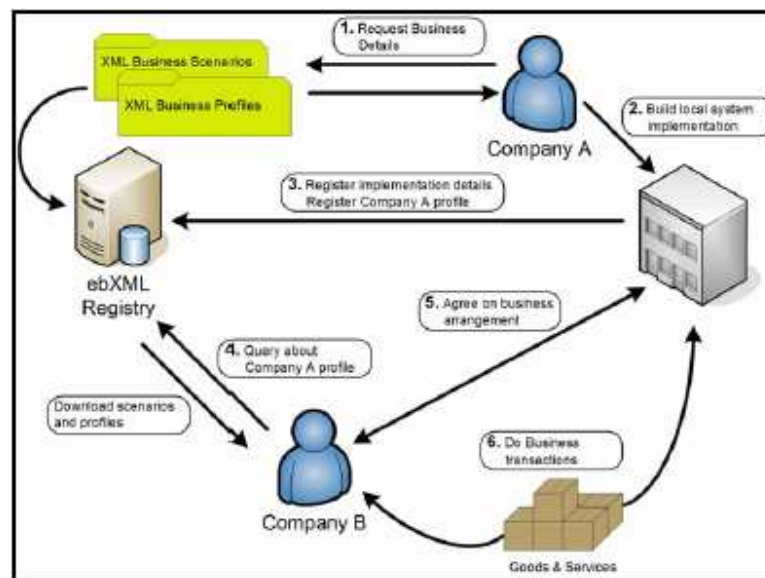 1. Request Business
Details
XML Business Scenarios
XML Business Profiles
Company A
2. Build local system
implementation
3. Register implementation details
Register Company A profile
ebXML
Registry
5. Agree on business
arrangement
4. Query about
Company A profile
Download scenarios
and profiles
6. Do Business
transactions
Company B
Goods & Services